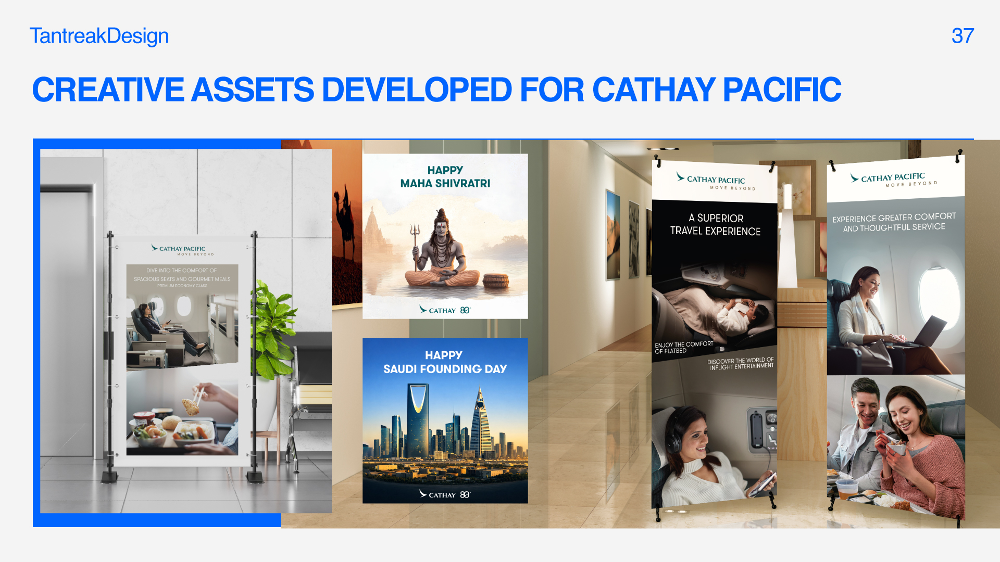 TantreakDesign
37
CREATIVE ASSETS DEVELOPED FOR CATHAY PACIFIC
CATHAY PACIFIC
MOVE BEYOND
DIVE INTO THE COMFORT OF
SPACIOUS SEATS AND GOURMET MEALS
PREMIUM ECONOMY CLASS
HAPPY
MAHA SHIVRATRI
CATHAY 80
HAPPY
SAUDI FOUNDING DAY
CATHAY 80
CATHAY PACIFIC
MOVE BEYOND
A SUPERIOR
TRAVEL EXPERIENCE
ENJOY THE COMFORT
OF FLATBED
DISCOVER THE WORLD OF
INFLIGHT ENTERTAINMENT
CATHAY PACIFIC
MOVE BEYOND
EXPERIENCE GREATER COMFORT
AND THOUGHTFUL SERVICE